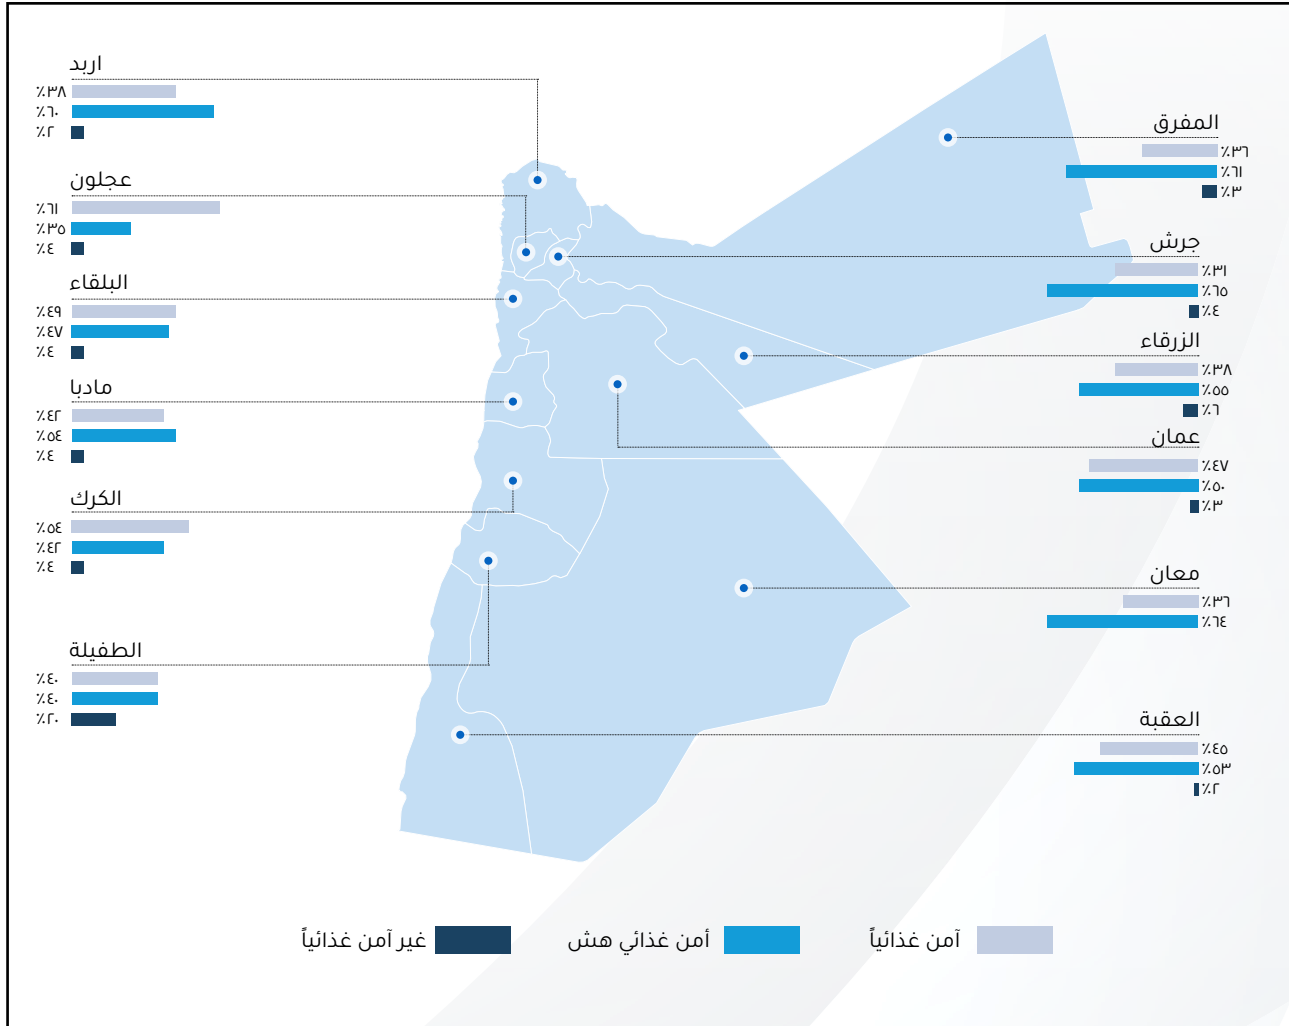 اربد
٪٣٨
٪٦٠
٪٢
عجلون
٪٦١
٪٣٥
٪٤
البلقاء
٪٤٩
٪٤٧
٪٤
مادبا
٪٤٢
٪٥٤
٪٤
الكرك
٪٥٤
٪٤٢
٪٤
الطفيلة
٪٤٠
٪٤٠
٪٢٠
المفرق
٪٣٦
٪٦١
٪٣
جرش
٪٣١
٪٦٥
٪٤
الزرقاء
٪٣٨
٪٥٥
٪٦
عمان
٪٤٧
٪٥٠
٪٣
معان
٪٣٦
٪٦٤
العقبة
٪٤٥
٪٥٣
٪٢
آمن غذائياً
أمن غذائي هش
غير آمن غذائياً